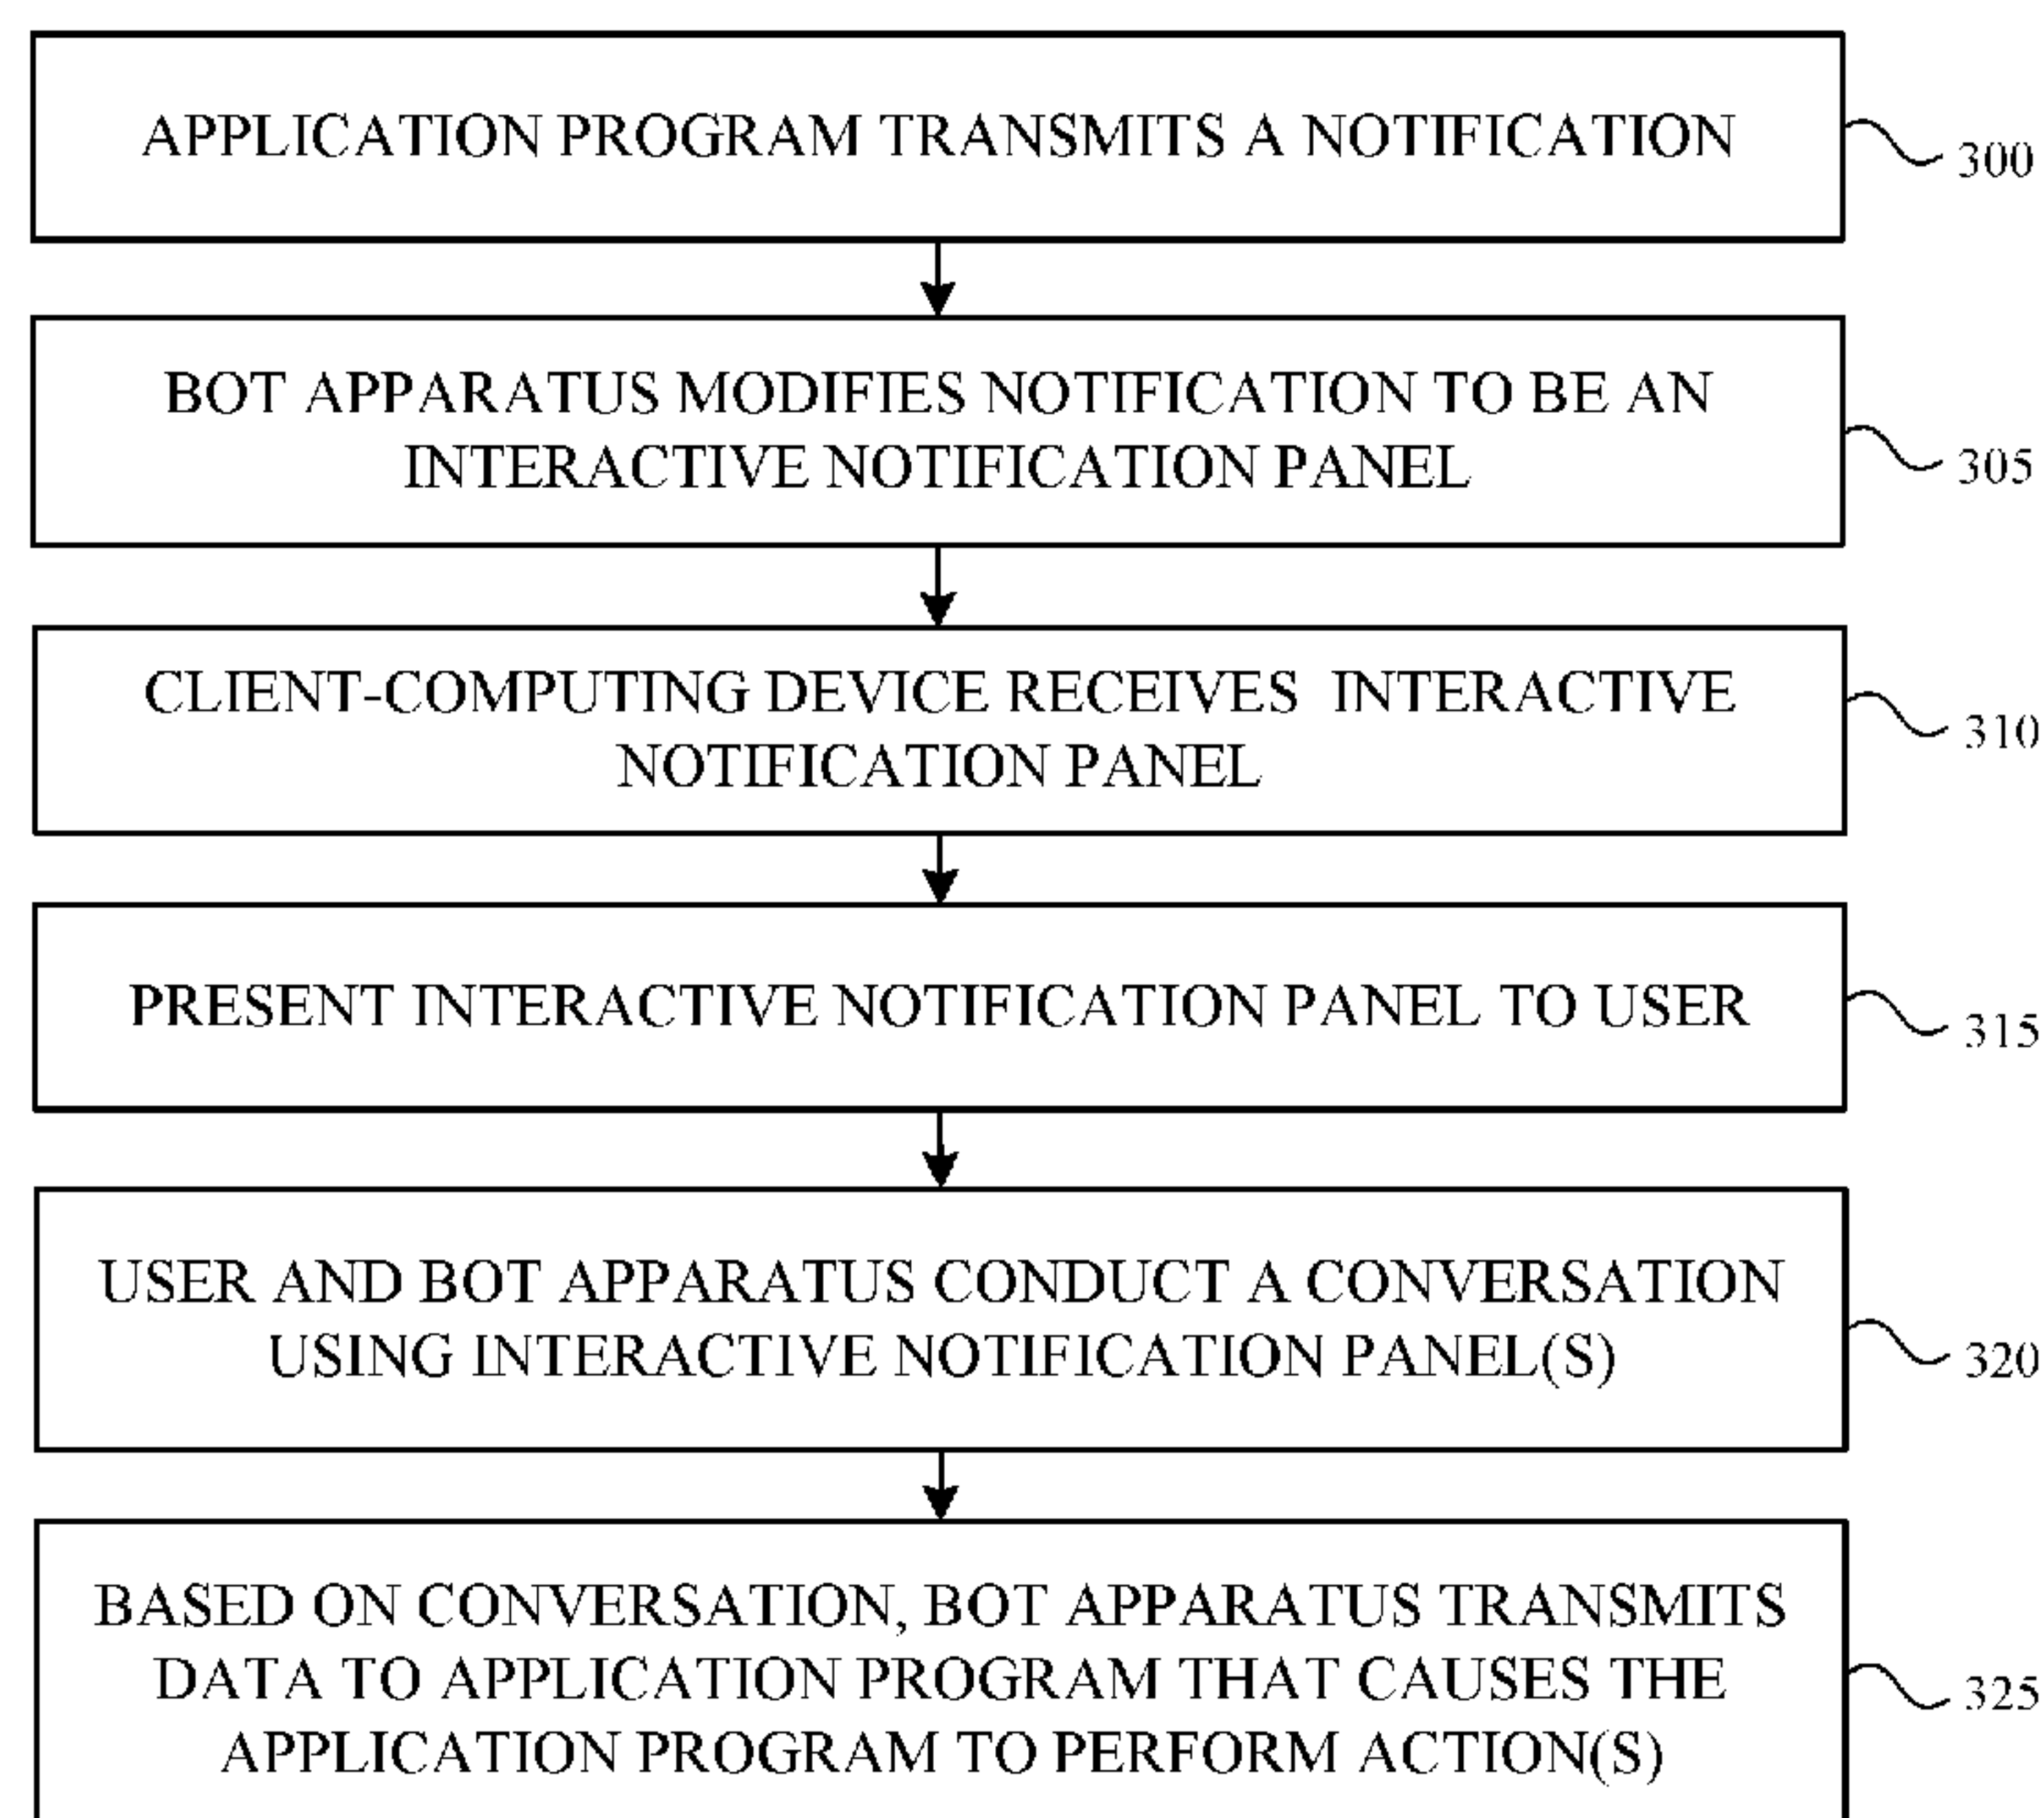 APPLICATION PROGRAM TRANSMITS A NOTIFICATION
300
BOT APPARATUS MODIFIES NOTIFICATION TO BE AN
INTERACTIVE NOTIFICATION PANEL
305
CLIENT-COMPUTING DEVICE RECEIVES INTERACTIVE
NOTIFICATION PANEL
310
PRESENT INTERACTIVE NOTIFICATION PANEL TO USER
315
USER AND BOT APPARATUS CONDUCT A CONVERSATION
USING INTERACTIVE NOTIFICATION PANEL(S)
320
BASED ON CONVERSATION, BOT APPARATUS TRANSMITS
DATA TO APPLICATION PROGRAM THAT CAUSES THE
APPLICATION PROGRAM TO PERFORM ACTION(S)
325